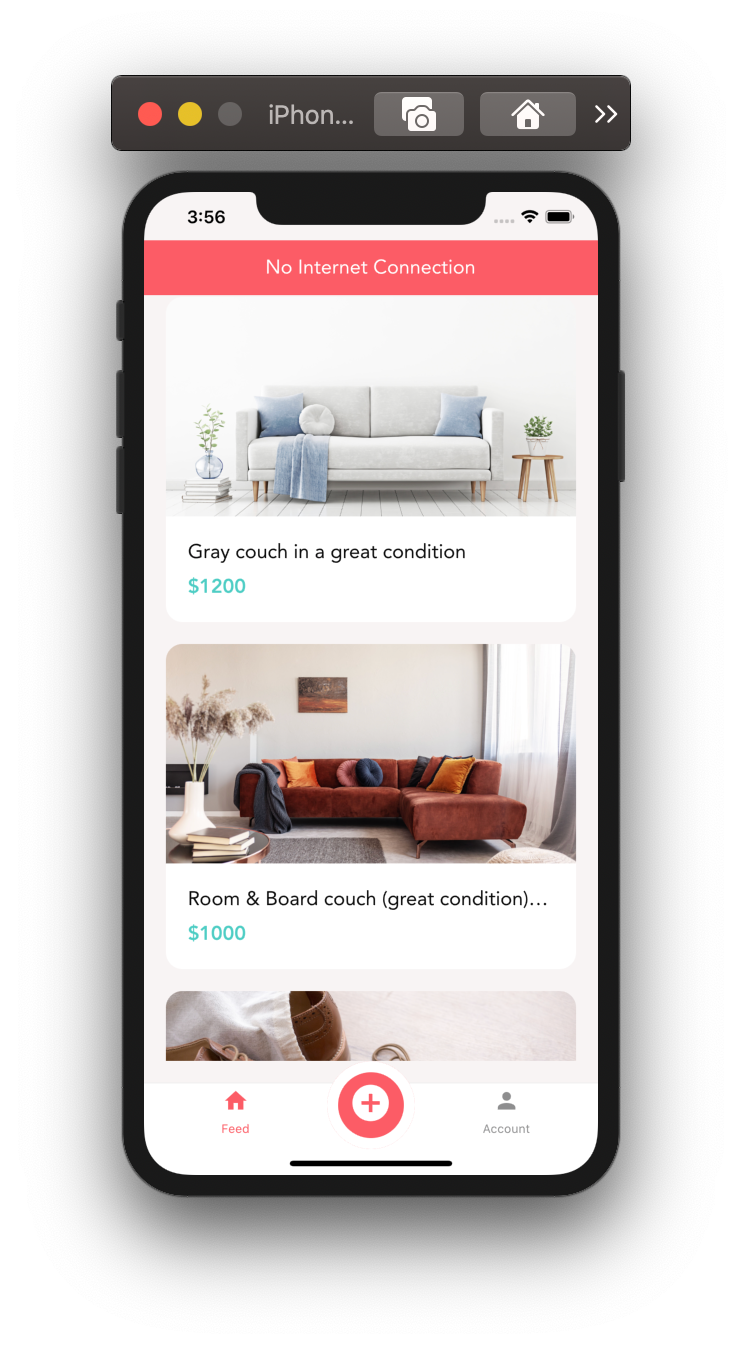 iPhon...
3:56
No Internet Connection
Gray couch in a great condition
$1200
Room & Board couch (great condition)...
$1000
Feed
Account